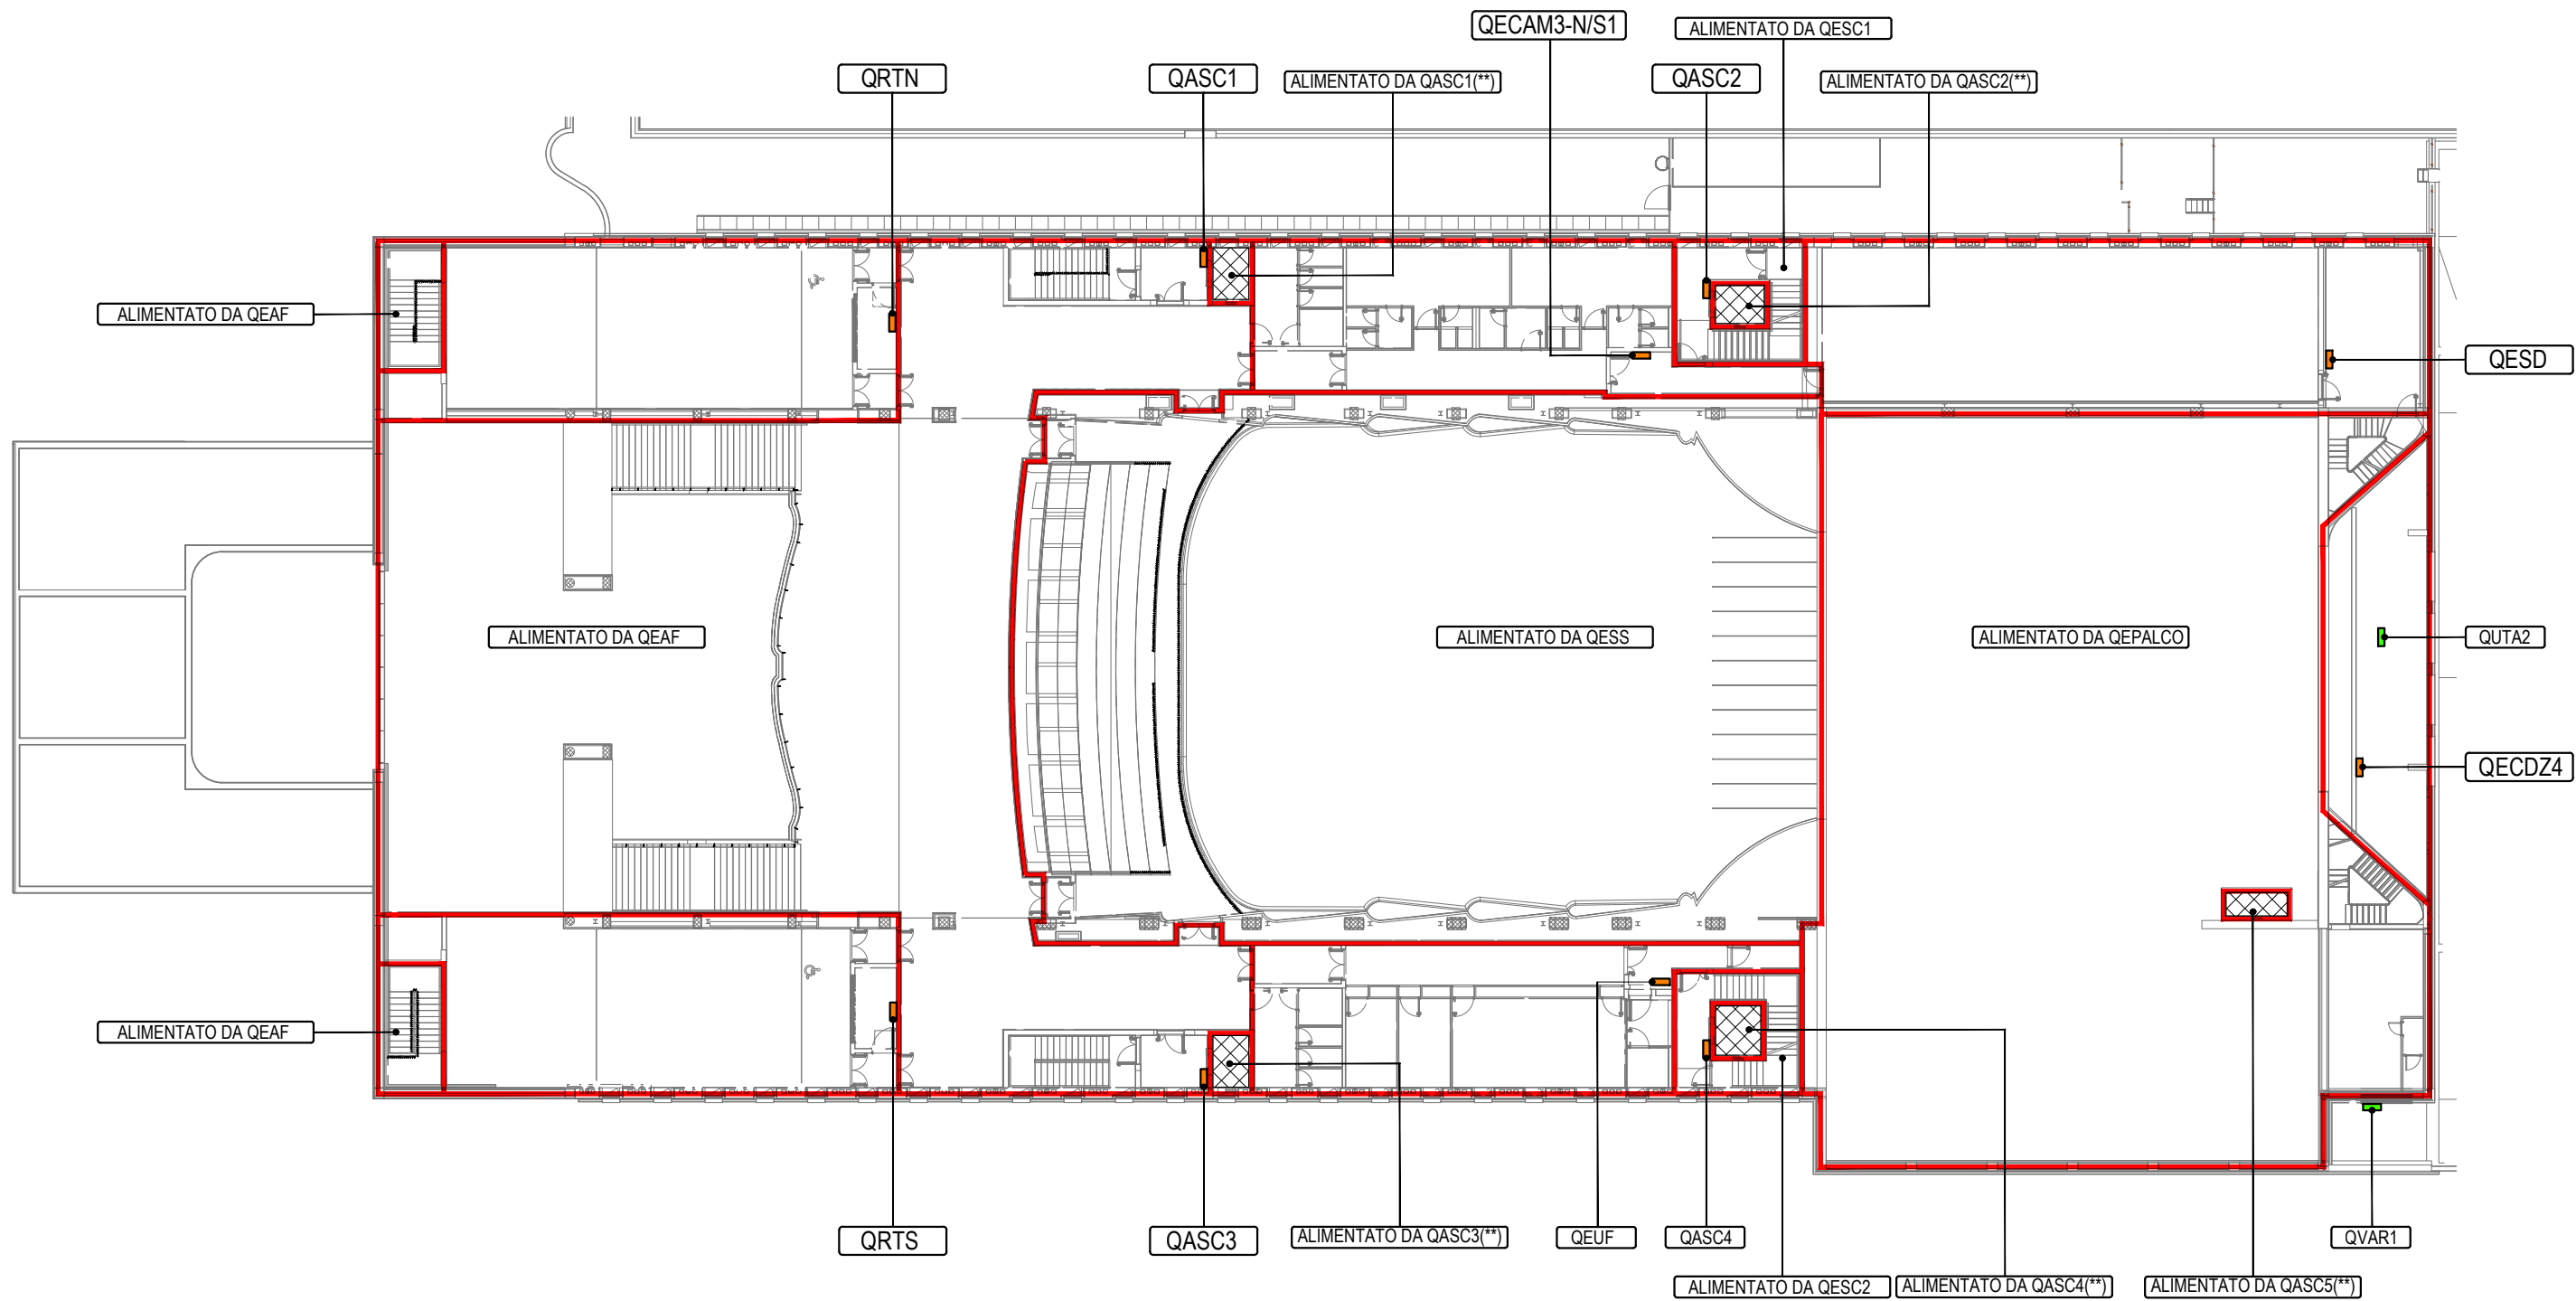 QECAM3-N/S1
ALIMENTATO DA QESC1
QRTN
QASC1
ALIMENTATO DA QASC1(**)
QASC2
ALIMENTATO DA QASC2(**)
ALIMENTATO DA QEAF
QESD
ALIMENTATO DA QEAF
ALIMENTATO DA QESS
ALIMENTATO DA QEPALCO
QUTA2
QECDZ4
ALIMENTATO DA QEAF
QRTS
QASC3
ALIMENTATO DA QASC3(**)
QEUF
QASC4
QVAR1
ALIMENTATO DA QESC2
ALIMENTATO DA QASC4(**)
ALIMENTATO DA QASC5(**)